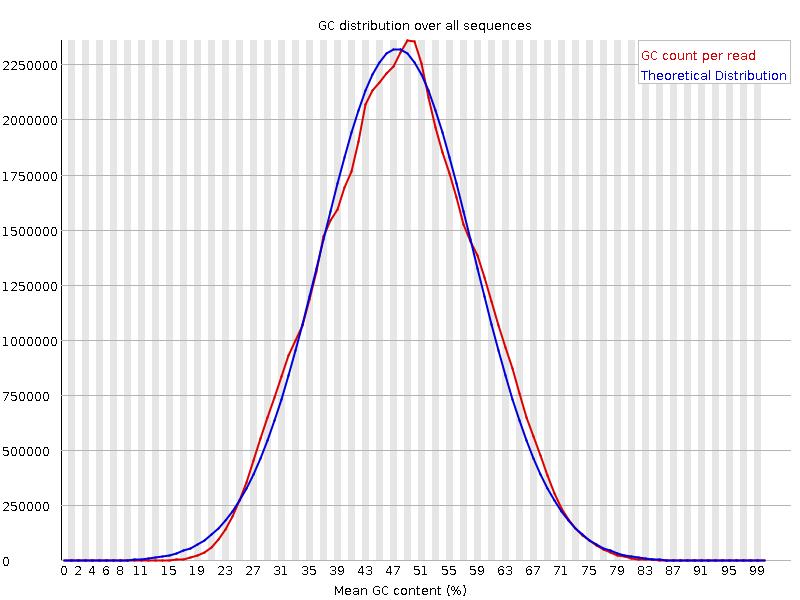 GC distribution over all sequences
GC count per read
Theoretical Distribution
2250000
2000000
1750000
1500000
1250000
1000000
750000
500000
250000
0
0 2 4 6 8 11 15 19 23 27 31 35 39 43 47 51 55 59 63 67 71 75 79 83 87 91 95 99
Mean GC content (%)